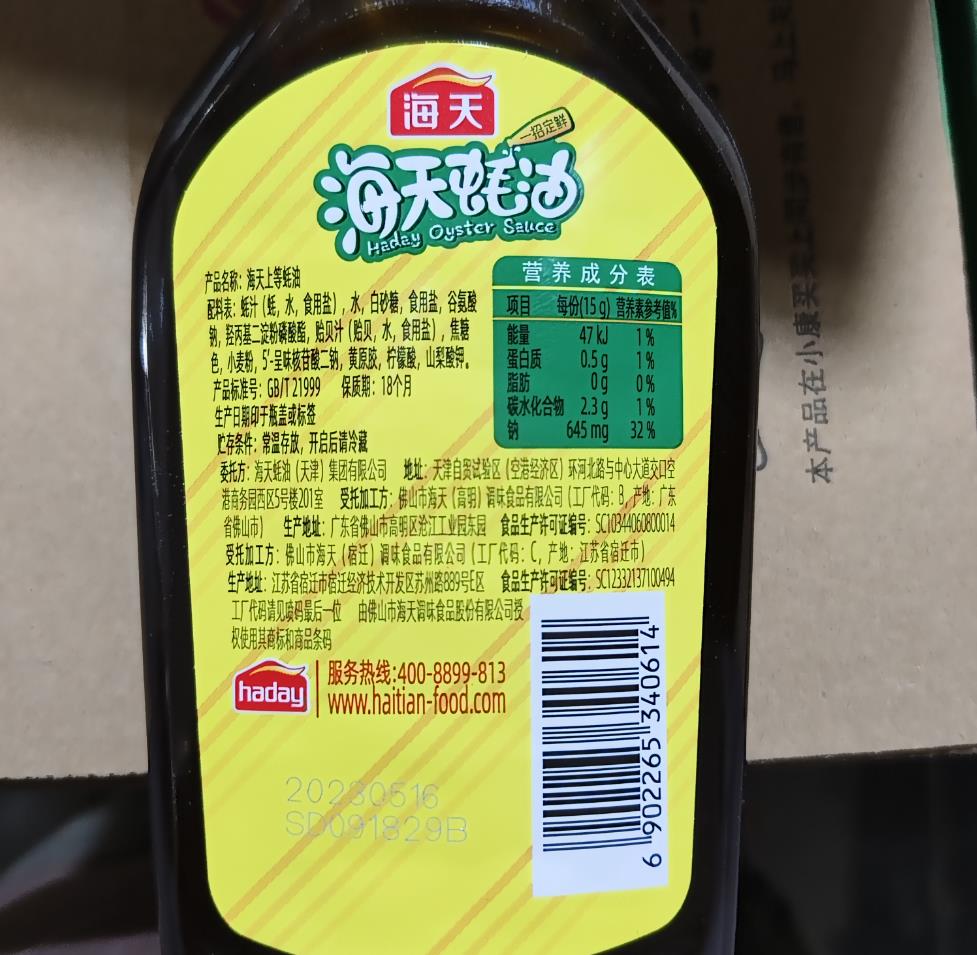 海天
一招定鲜
海天蚝油
Haday Oyster Sauce
产品名称：海天上等蚝油
配料表：蚝汁（蚝，水，食用盐），水，白砂糖，食用盐，谷氨酸
钠，羟丙基二淀粉磷酸酯，贻贝汁（贻贝，水，食用盐），焦糖
色，小麦粉，5'-呈味核苷酸二钠，黄原胶，柠檬酸，山梨酸钾。
产品标准号：GB/T 21999 保质期：18个月
生产日期印于瓶盖或标签
贮存条件：常温存放，开启后请冷藏
营养成分表
项目 每份(15 g) 营养素参考值%
能量 47 kJ 1%
蛋白质 0.5 g 1%
脂肪 0 g 0%
碳水化合物 2.3 g 1%
钠 645 mg 32%
委托方：海天蚝油（天津）集团有限公司 地址：天津自贸试验区（空港经济区）环河北路与中心大道交口空
港商务园西区5号楼201室 受托加工方：佛山市海天（高明）调味食品有限公司（工厂代码：B，产地：广东
省佛山市） 生产地址：广东省佛山市高明区沧江工业园东园 食品生产许可证编号：SC10344060800014
受托加工方：佛山市海天（宿迁）调味食品有限公司（工厂代码：C，产地：江苏省宿迁市）
生产地址：江苏省宿迁市宿迁经济技术开发区苏州路889号E区 食品生产许可证编号：SC12332137100494
工厂代码请见喷码最后一位 由佛山市海天调味食品股份有限公司授
权使用其商标和商品条码
haday
服务热线:400-8899-813
www.haitian-food.com
20230516
SD091829B
6 902265 340614
本产品在小康买